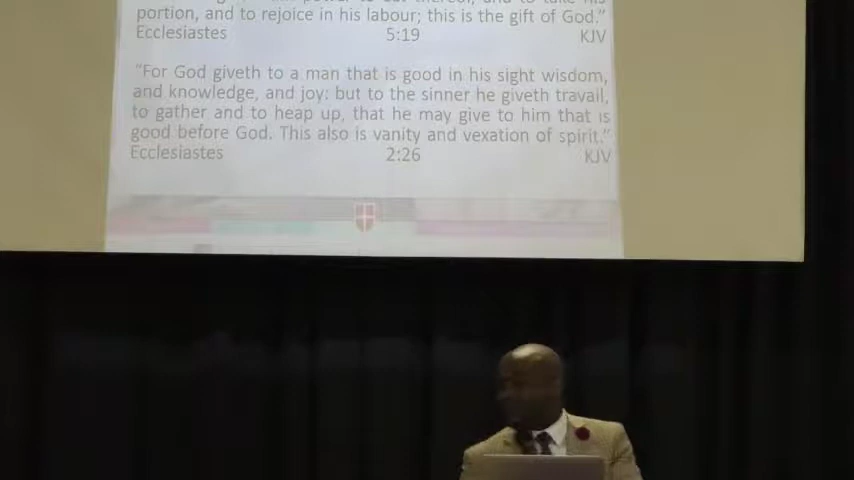 portion, and to rejoice in his labour; this is the gift of God.”
Ecclesiastes 5:19 KJV
“For God giveth to a man that is good in his sight wisdom,
and knowledge, and joy: but to the sinner he giveth travail,
to gather and to heap up, that he may give to him that is
good before God. This also is vanity and vexation of spirit.”
Ecclesiastes 2:26 KJV